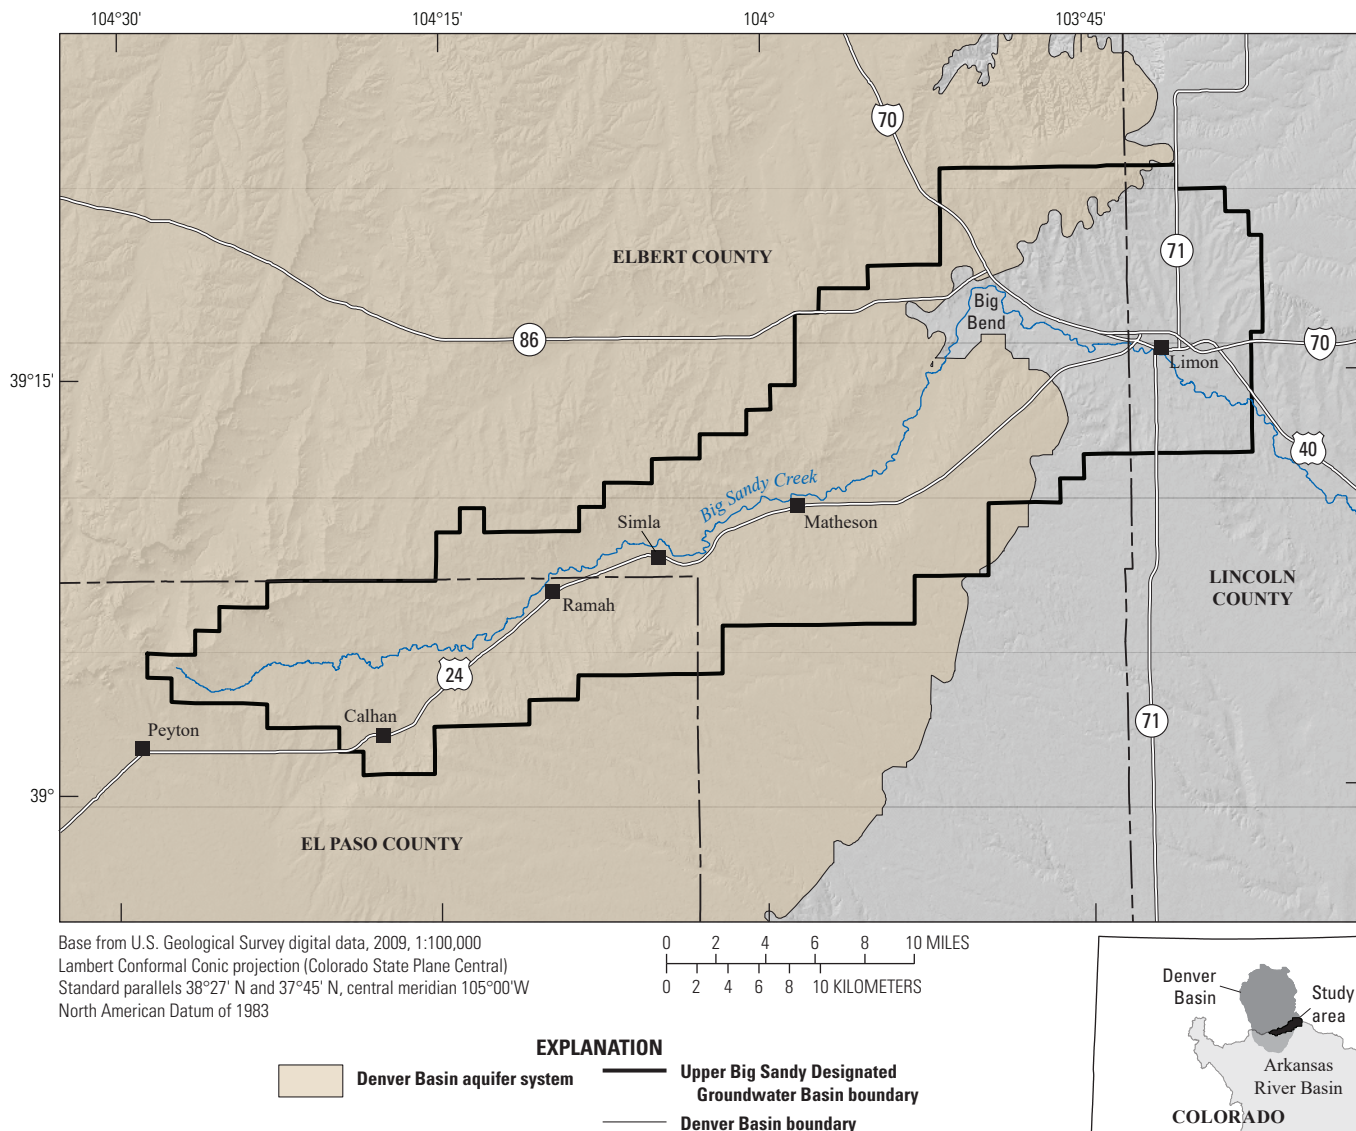 104°30'
104°15'
104°
103°45'
70
ELBERT COUNTY
71
Big
Bend
86
70
Limon
39°15'
40
Big Sandy Creek
Simla
Matheson
LINCOLN
COUNTY
Ramah
24
Calhan
Peyton
71
39°
EL PASO COUNTY
Base from U.S. Geological Survey digital data, 2009, 1:100,000
Lambert Conformal Conic projection (Colorado State Plane Central)
Standard parallels 38°27' N and 37°45' N, central meridian 105°00'W
North American Datum of 1983
0 2 4 6 8 10 MILES
0 2 4 6 8 10 KILOMETERS
Denver
Basin
Study
area
Arkansas
River Basin
COLORADO
EXPLANATION
Denver Basin aquifer system
Upper Big Sandy Designated
Groundwater Basin boundary
Denver Basin boundary